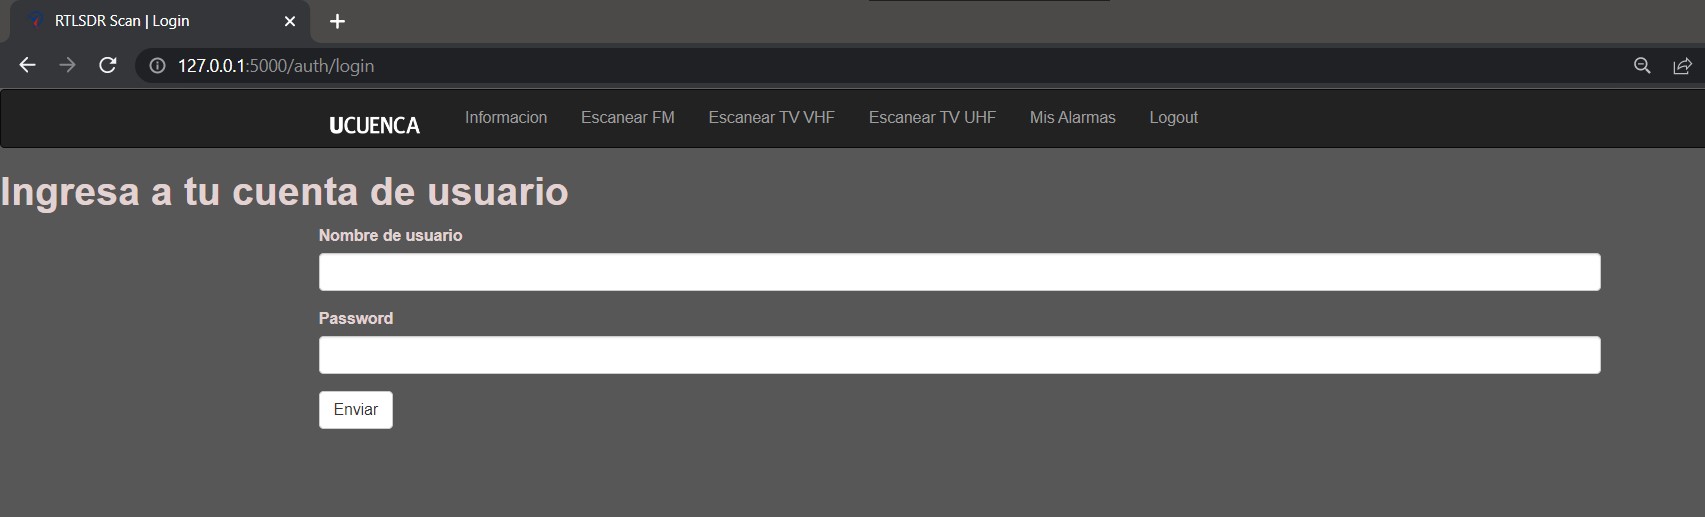 RTLSDR Scan | Login
127.0.0.1:5000/auth/login
UCUENCA Informacion Escanear FM Escanear TV VHF Escanear TV UHF Mis Alarmas Logout
Ingresa a tu cuenta de usuario
Nombre de usuario
Password
Enviar